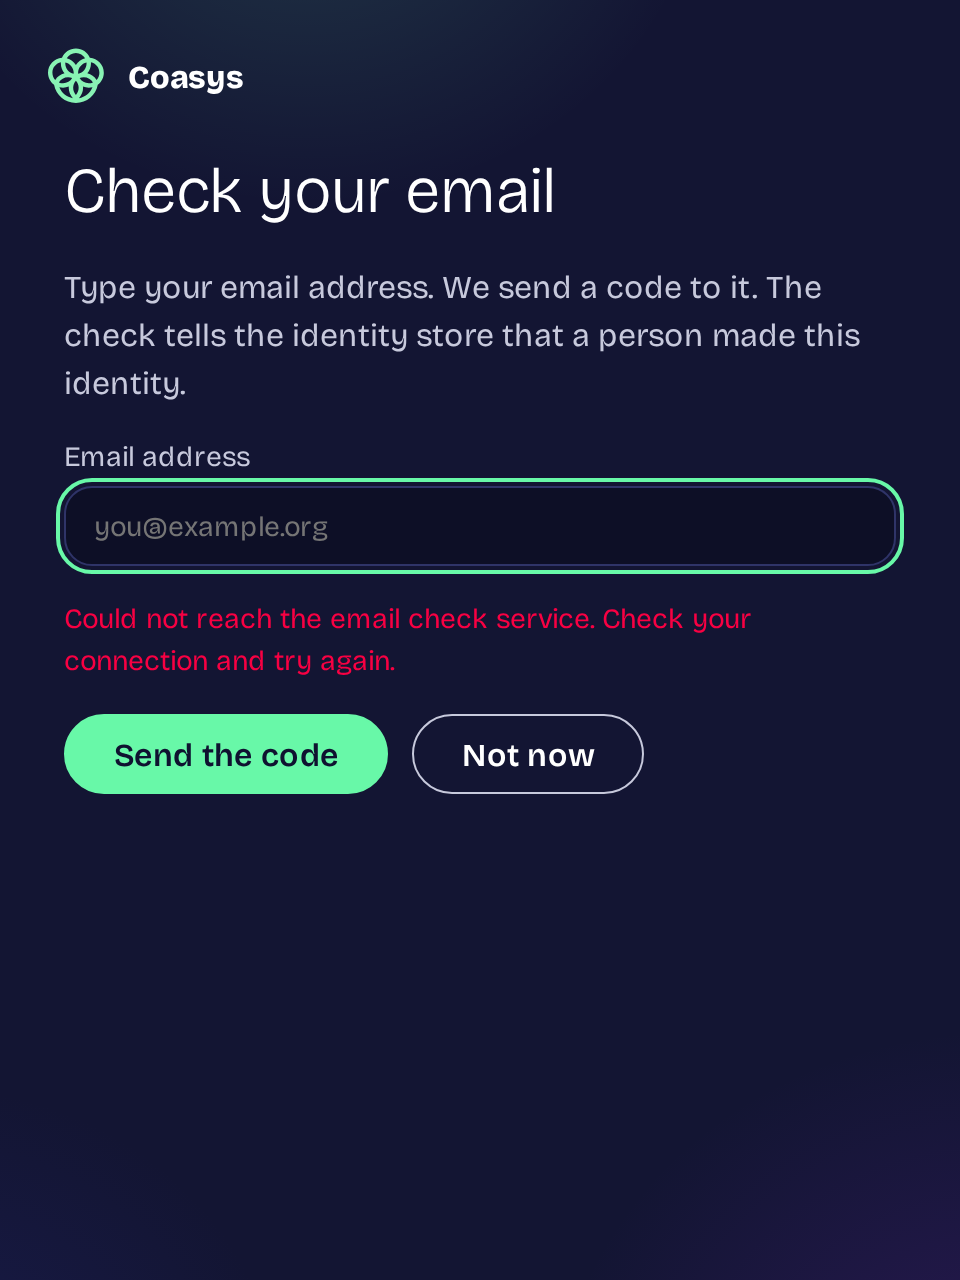 Coasys
Check your email
Type your email address. We send a code to it. The
check tells the identity store that a person made this
identity.
Email address
you@example.org
Could not reach the email check service. Check your
connection and try again.
Send the code
Not now